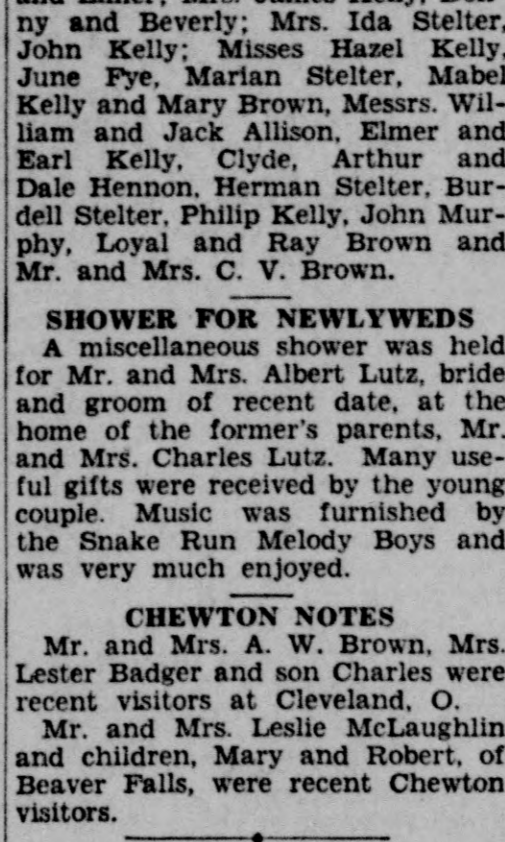 ny and Beverly; Mrs. Ida Stelter,
John Kelly; Misses Hazel Kelly,
June Fye, Marian Stelter, Mabel
Kelly and Mary Brown, Messrs. Wil-
liam and Jack Allison, Elmer and
Earl Kelly, Clyde, Arthur and
Dale Hennon, Herman Stelter, Bur-
dell Stelter, Philip Kelly, John Mur-
phy, Loyal and Ray Brown and
Mr. and Mrs. C. V. Brown.
SHOWER FOR NEWLYWEDS
A miscellaneous shower was held
for Mr. and Mrs. Albert Lutz, bride
and groom of recent date, at the
home of the former's parents, Mr.
and Mrs. Charles Lutz. Many use-
ful gifts were received by the young
couple. Music was furnished by
the Snake Run Melody Boys and
was very much enjoyed.
CHEWTON NOTES
Mr. and Mrs. A. W. Brown, Mrs.
Lester Badger and son Charles were
recent visitors at Cleveland, O.
Mr. and Mrs. Leslie McLaughlin
and children, Mary and Robert, of
Beaver Falls, were recent Chewton
visitors.